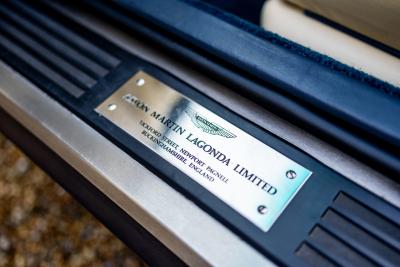 ASTON MARTIN LAGONDA LIMITED
TICKFORD STREET, NEWPORT PAGNELL
BUCKINGHAMSHIRE, ENGLAND